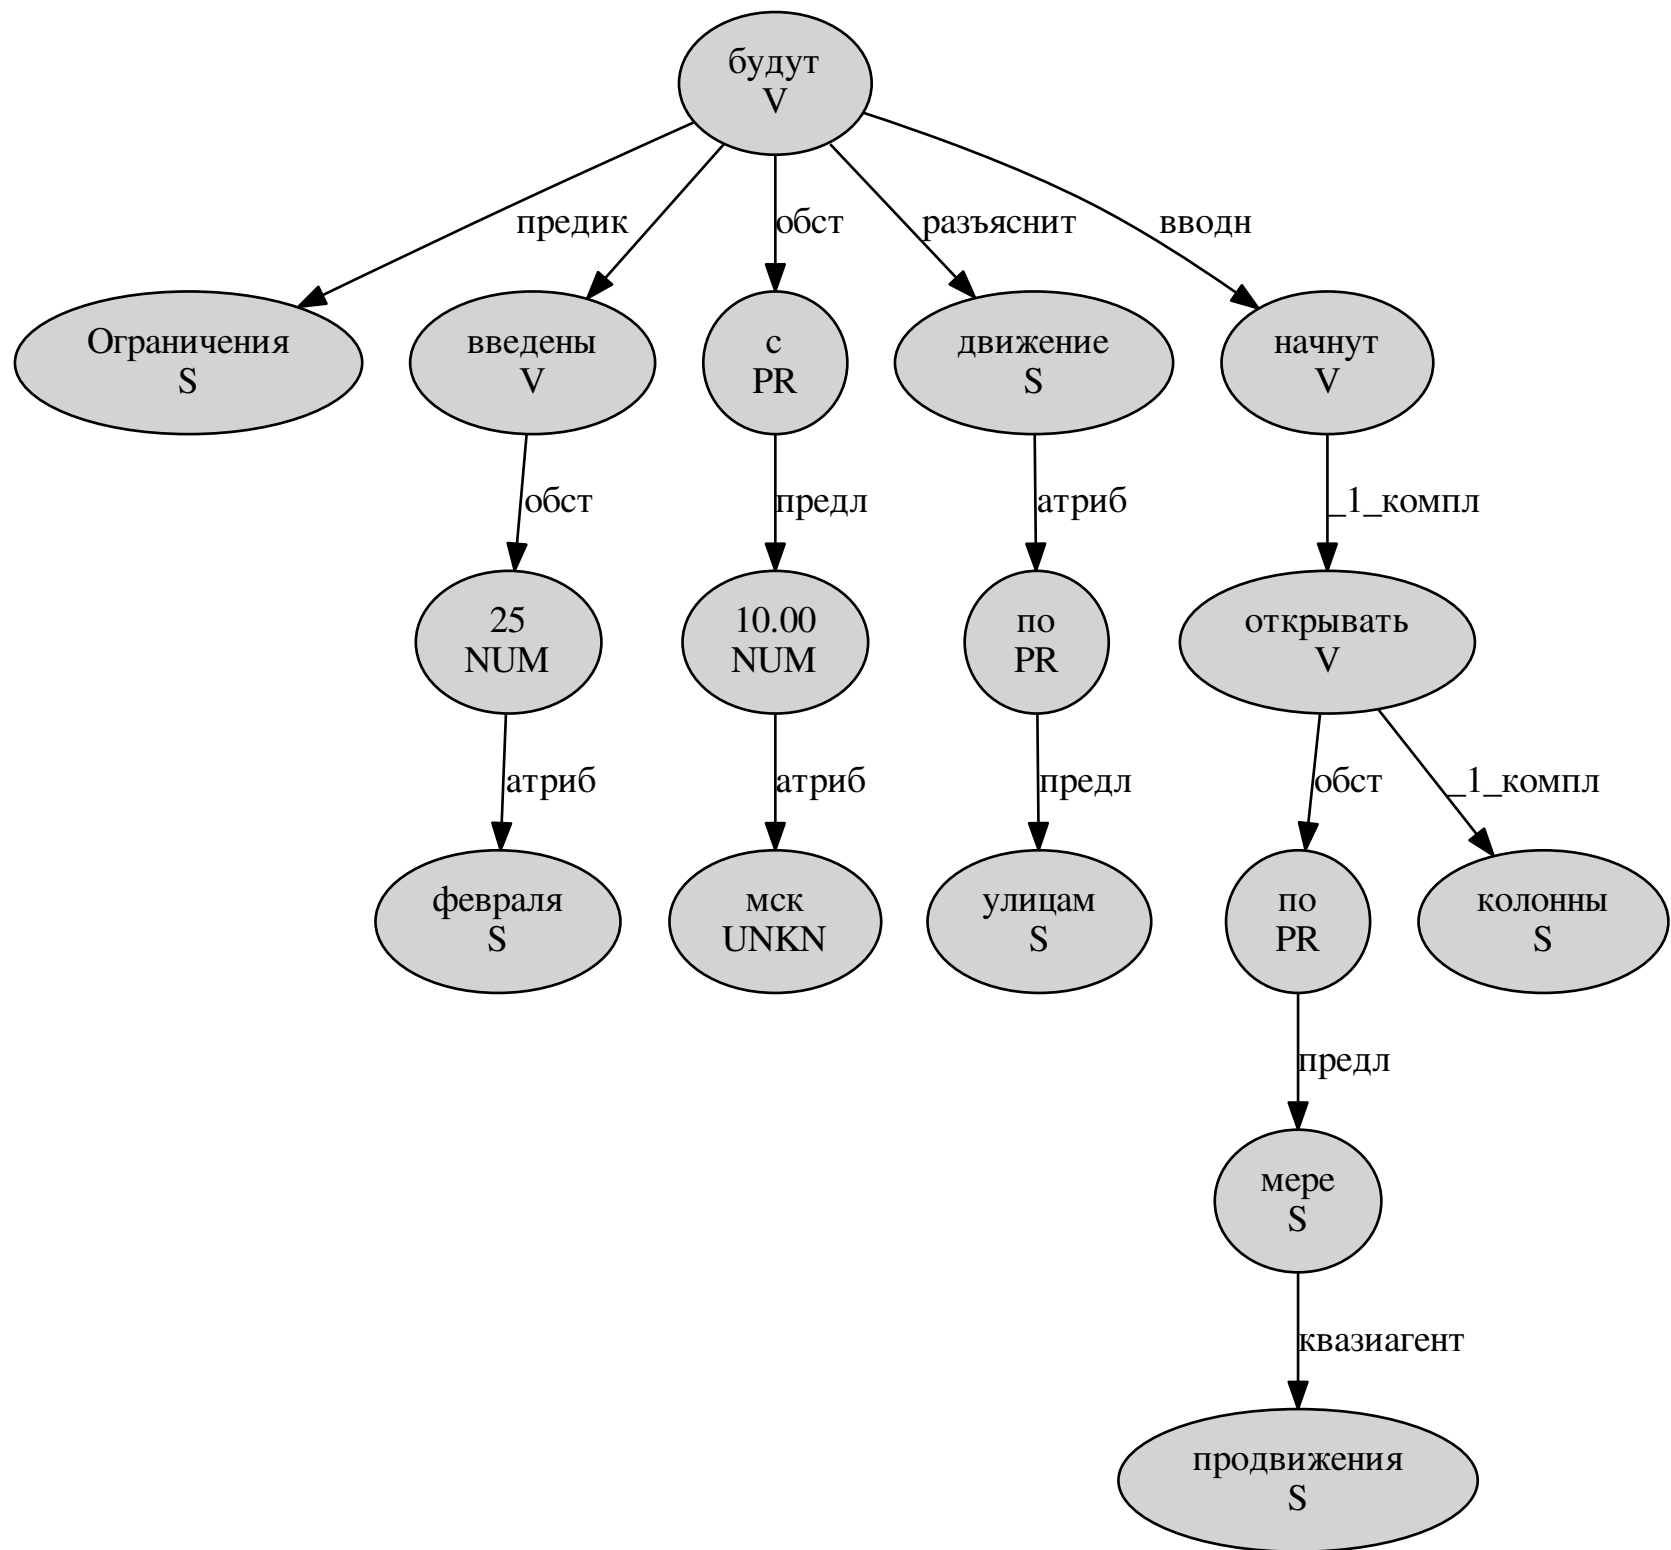 будут
V
предик
обст
разъяснит
вводн
Ограничения
S
введены
V
с
PR
движение
S
начнут
V
обст
предл
атриб
_1_компл
25
NUM
10.00
NUM
по
PR
открывать
V
атриб
атриб
предл
обст
_1_компл
февраля
S
мск
UNKN
улицам
S
по
PR
колонны
S
предл
мере
S
квазиагент
продвижения
S